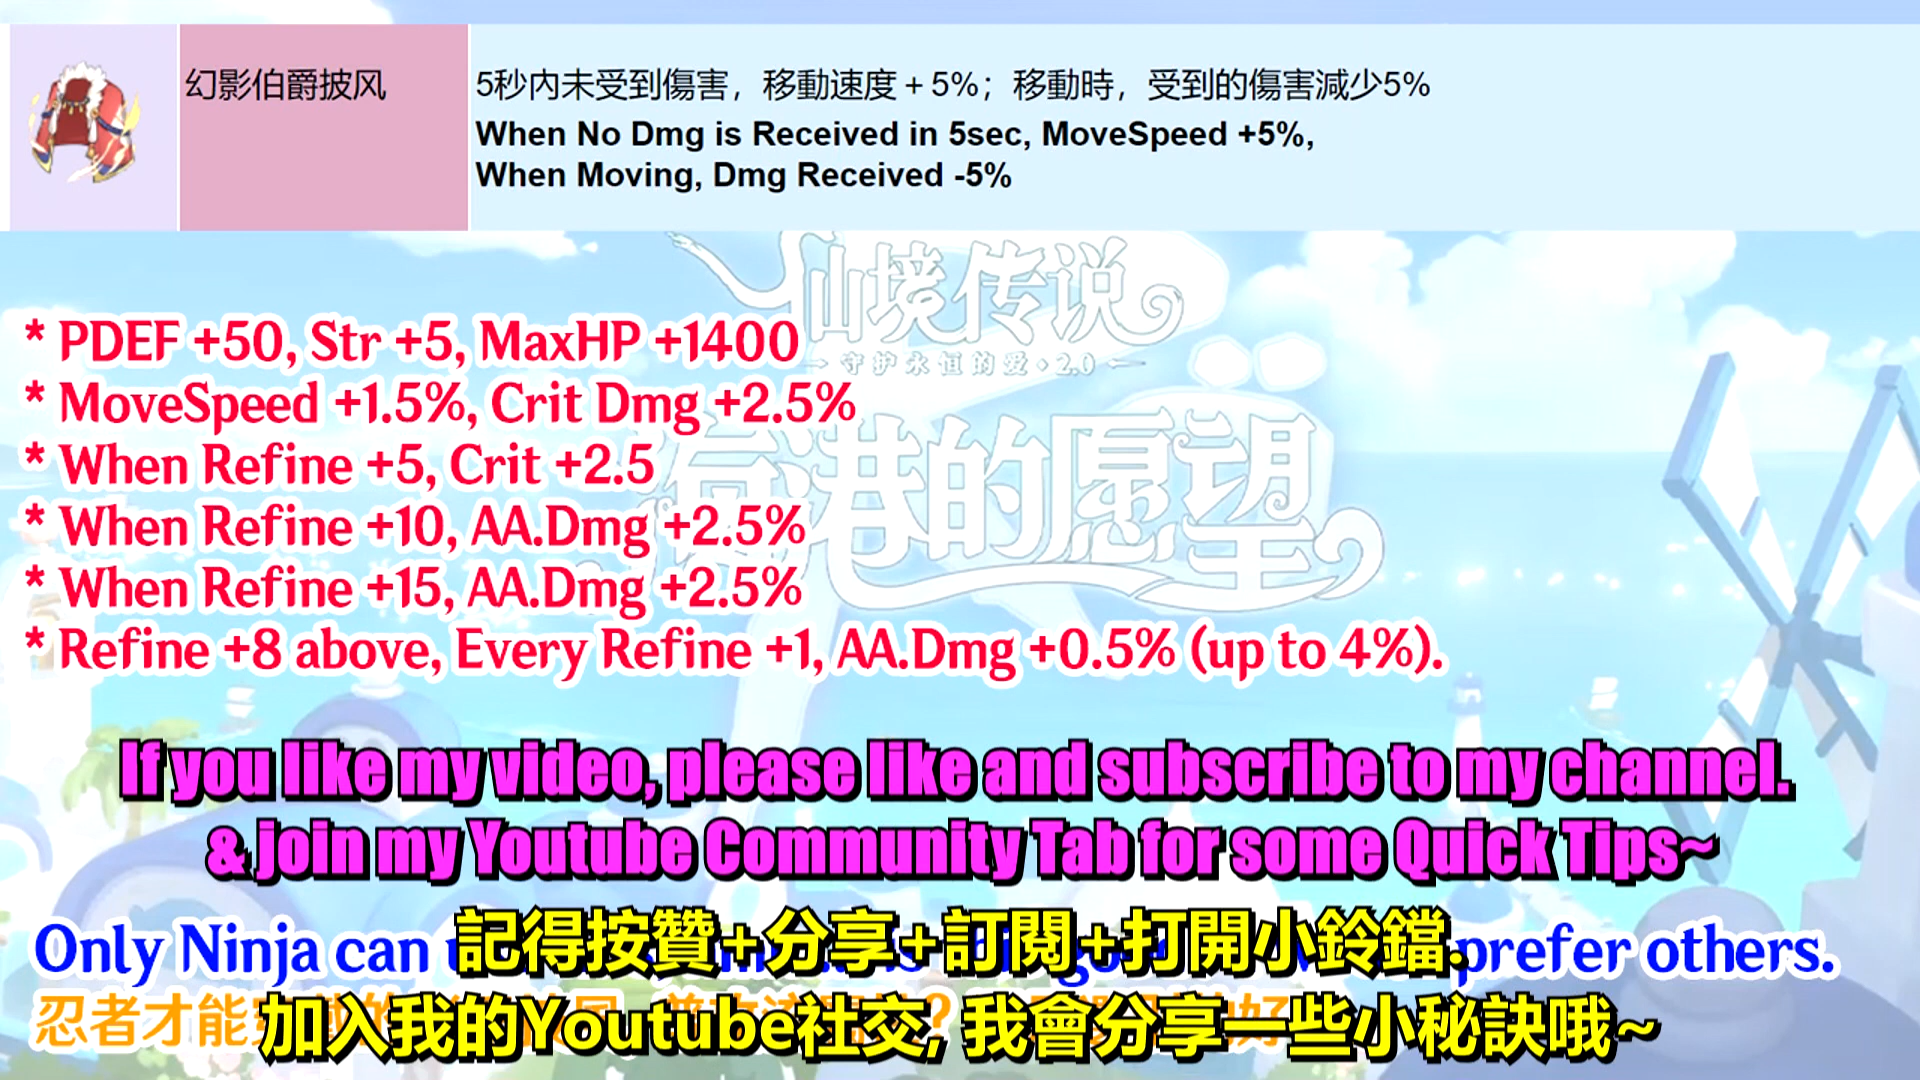 幻影伯爵披风
5秒內未受到傷害，移動速度＋5%；移動時，受到的傷害減少5%
When No Dmg is Received in 5sec, MoveSpeed +5%,
When Moving, Dmg Received -5%
仙境传说
守护永恒的爱·2.0
海港的愿望
* PDEF +50, Str +5, MaxHP +1400
* MoveSpeed +1.5%, Crit Dmg +2.5%
* When Refine +5, Crit +2.5
* When Refine +10, AA.Dmg +2.5%
* When Refine +15, AA.Dmg +2.5%
* Refine +8 above, Every Refine +1, AA.Dmg +0.5% (up to 4%).
If you like my video, please like and subscribe to my channel.
& join my Youtube Community Tab for some Quick Tips~
Only Ninja can prefer others.
記得按贊+分享+訂閱+打開小鈴鐺.
忍者才能
加入我的Youtube社交, 我會分享一些小秘訣哦~